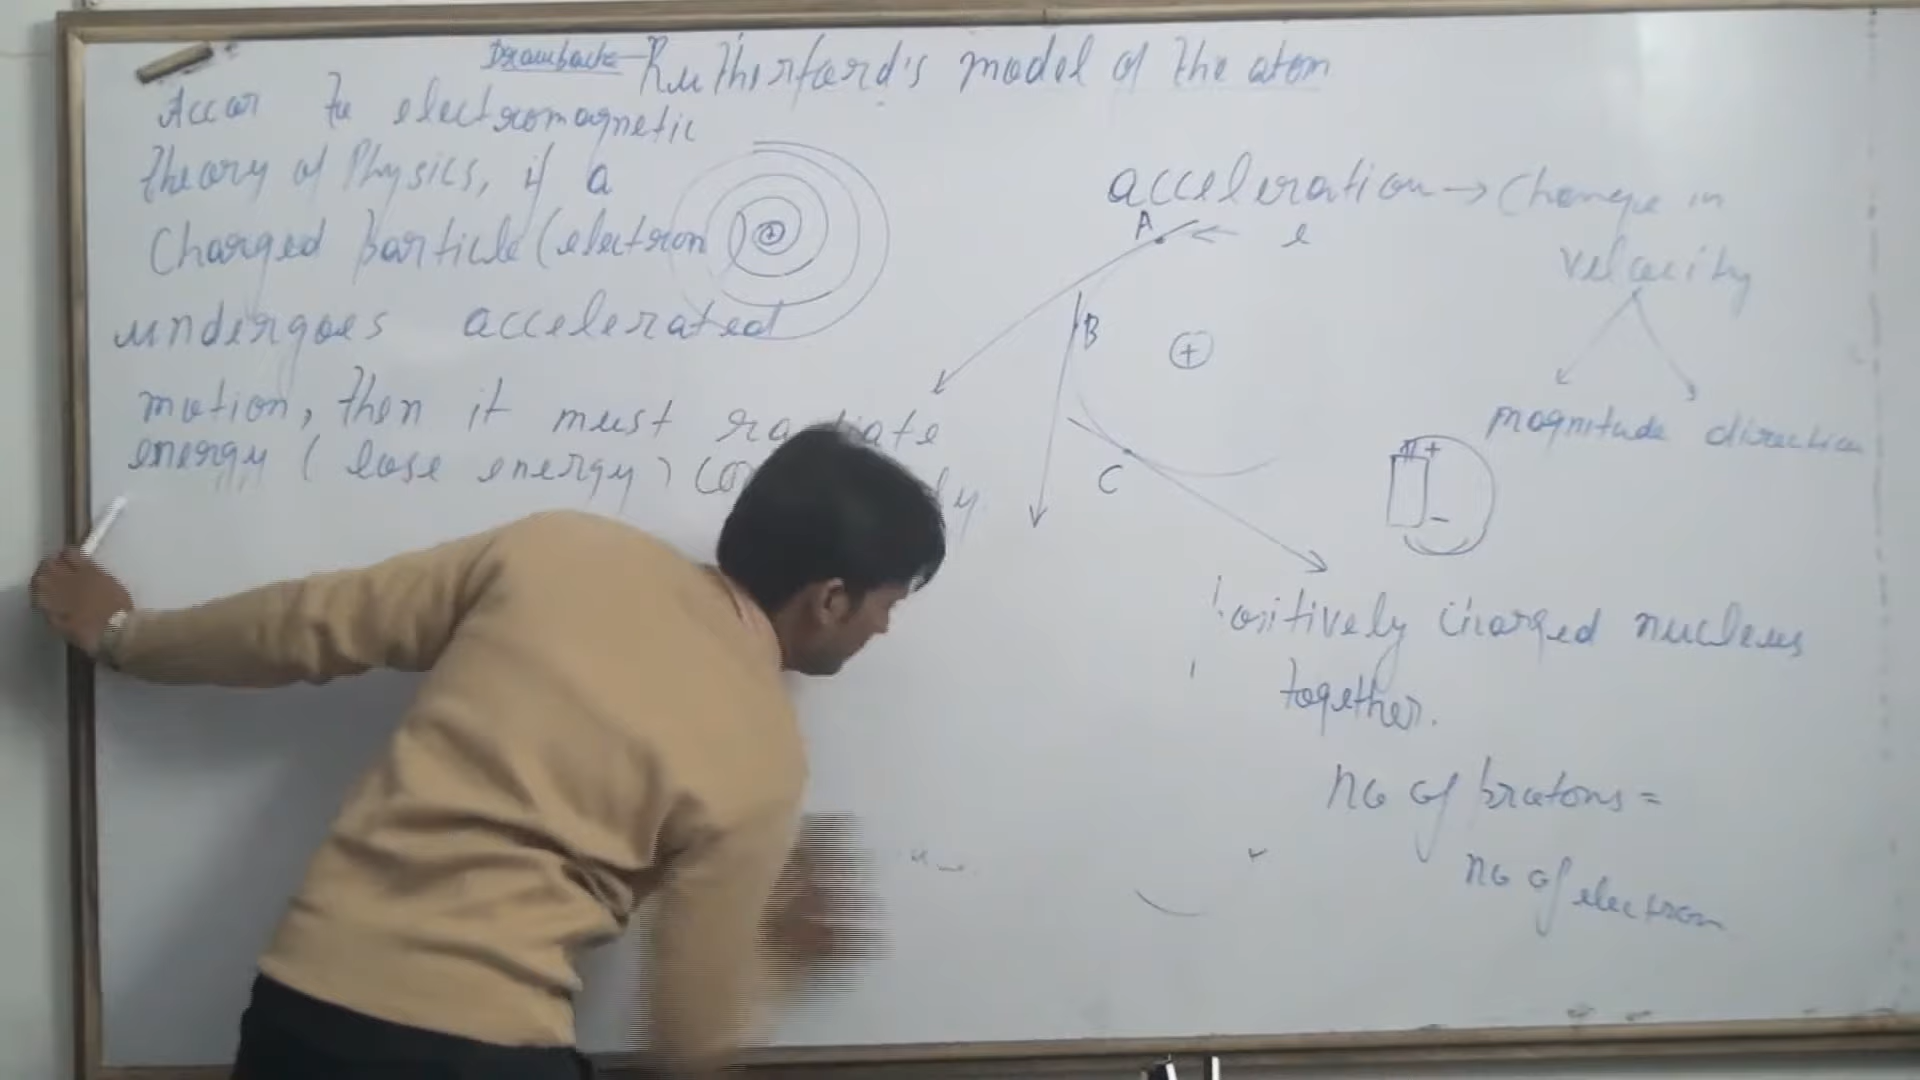 Drawback - Rutherford's model of the atom
Accor to electromagnetic
theory of Physics, if a
Charged particle (electron)
undergoes accelerated
motion, then it must radiate
energy (lose energy)
acceleration → Change in
velocity
magnitude direction
A
e
B
+
C
+
-
+
Positively charged nucleus
together.
no of protons =
no of electron